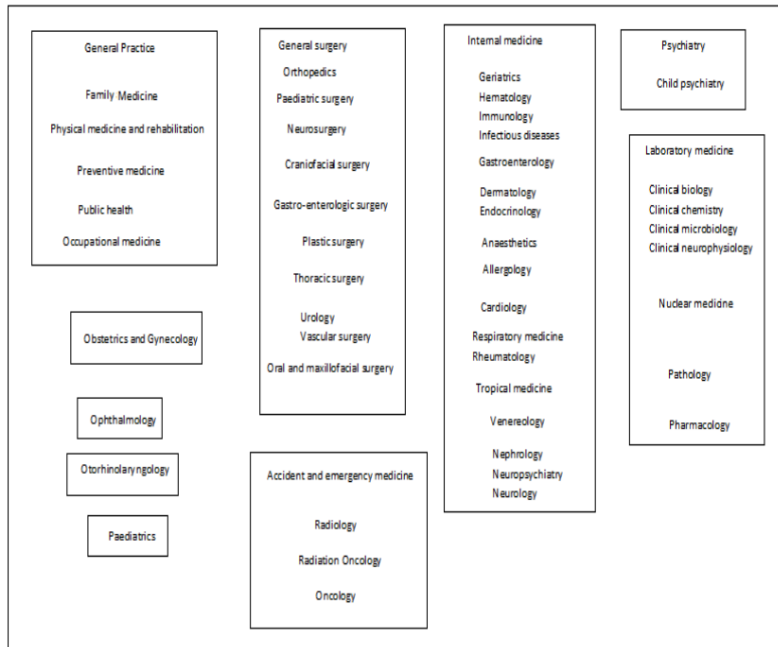 General Practice
Family Medicine
Physical medicine and rehabilitation
Preventive medicine
Public health
Occupational medicine
Obstetrics and Gynecology
Ophthalmology
Otorhinolaryngology
Paediatrics
General surgery
Orthopedics
Paediatric surgery
Neurosurgery
Craniofacial surgery
Gastro-enterologic surgery
Plastic surgery
Thoracic surgery
Urology
Vascular surgery
Oral and maxillofacial surgery
Accident and emergency medicine
Radiology
Radiation Oncology
Oncology
Internal medicine
Geriatrics
Hematology
Immunology
Infectious diseases
Gastroenterology
Dermatology
Endocrinology
Anaesthetics
Allergology
Cardiology
Respiratory medicine
Rheumatology
Tropical medicine
Venereology
Nephrology
Neuropsychiatry
Neurology
Psychiatry
Child psychiatry
Laboratory medicine
Clinical biology
Clinical chemistry
Clinical microbiology
Clinical neurophysiology
Nuclear medicine
Pathology
Pharmacology